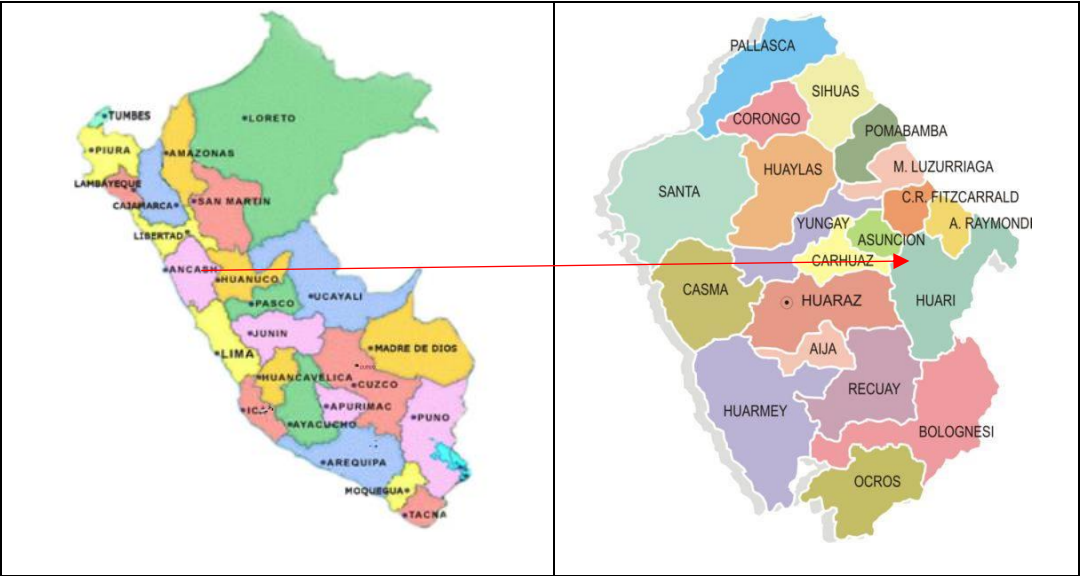 LORETO
TUMBES
PIURA
AMAZONAS
LAMBAYEQUE
CAJAMARCA
SAN MARTIN
LIBERTAD
ANCASH
HUANUCO
UCAYALI
PASCO
JUNIN
LIMA
MADRE DE DIOS
HUANCAVELICA
CUZCO
APURIMAC
PUNO
AYACUCHO
AREQUIPA
MOQUEGUA
TACNA
PALLASCA
SIHUAS
CORONGO
POMABAMBA
HUAYLAS
M. LUZURRIAGA
SANTA
C.R. FITZCARRALD
YUNGAY
A. RAYMONDI
ASUNCION
CARHUAZ
CASMA
HUARAZ
HUARI
AIJA
RECUAY
HUARMEY
BOLOGNESI
OCROS